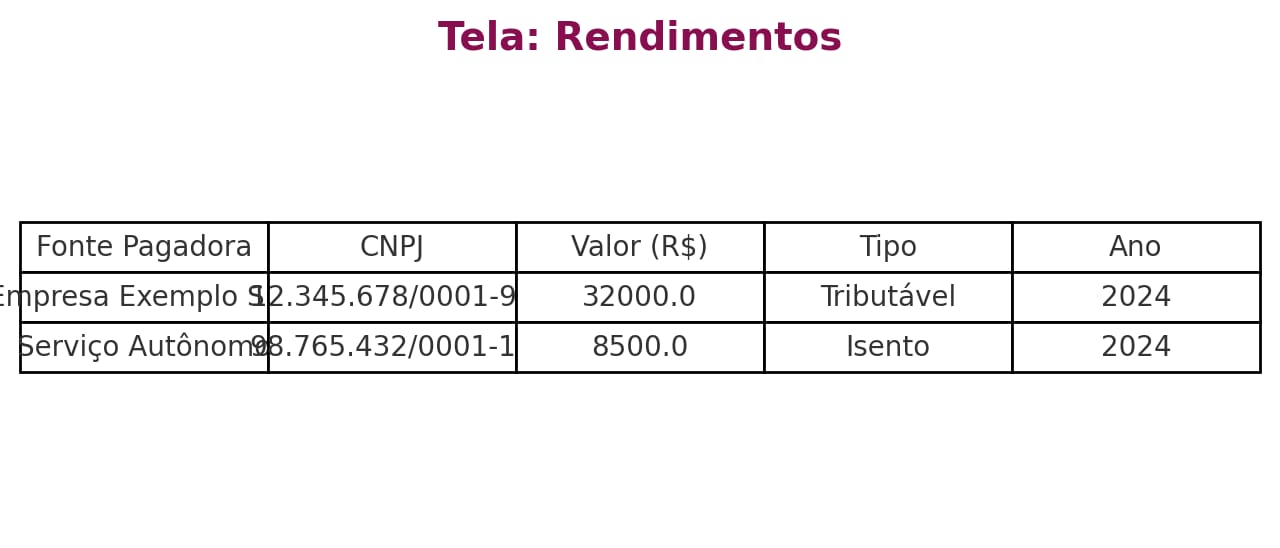 Tela: Rendimentos
Fonte Pagadora CNPJ Valor (R$) Tipo Ano
Empresa Exemplo 12.345.678/0001-9 32000.0 Tributável 2024
Serviço Autônomo 98.765.432/0001-1 8500.0 Isento 2024